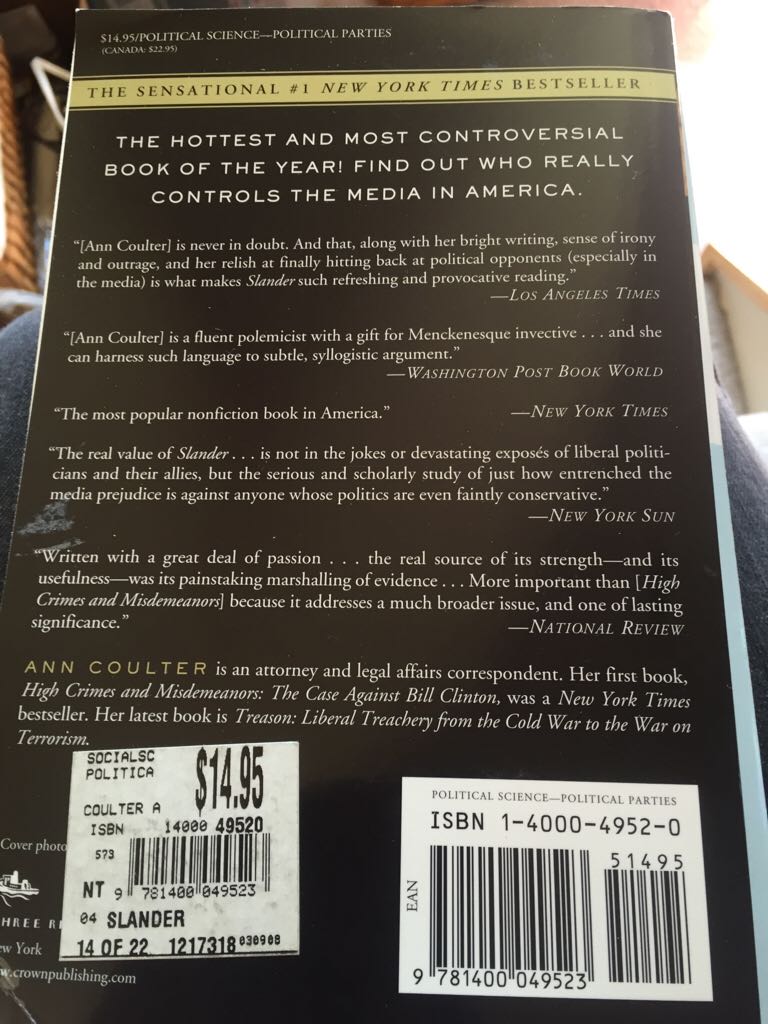 $14.95/POLITICAL SCIENCE—POLITICAL PARTIES
(CANADA: $22.95)
THE SENSATIONAL #1 NEW YORK TIMES BESTSELLER
THE HOTTEST AND MOST CONTROVERSIAL
BOOK OF THE YEAR! FIND OUT WHO REALLY
CONTROLS THE MEDIA IN AMERICA.
“[Ann Coulter] is never in doubt. And that, along with her bright writing, sense of irony
and outrage, and her relish at finally hitting back at political opponents (especially in
the media) is what makes Slander such refreshing and provocative reading.”
—LOS ANGELES TIMES
“[Ann Coulter] is a fluent polemicist with a gift for Menckenesque invective . . . and she
can harness such language to subtle, syllogistic argument.”
—WASHINGTON POST BOOK WORLD
“The most popular nonfiction book in America.” —NEW YORK TIMES
“The real value of Slander . . . is not in the jokes or devastating exposés of liberal politi-
cians and their allies, but the serious and scholarly study of just how entrenched the
media prejudice is against anyone whose politics are even faintly conservative.”
—NEW YORK SUN
“Written with a great deal of passion . . . the real source of its strength—and its
usefulness—was its painstaking marshalling of evidence . . . More important than [High
Crimes and Misdemeanors] because it addresses a much broader issue, and one of lasting
significance.”
—NATIONAL REVIEW
ANN COULTER is an attorney and legal affairs correspondent. Her first book,
High Crimes and Misdemeanors: The Case Against Bill Clinton, was a New York Times
bestseller. Her latest book is Treason: Liberal Treachery from the Cold War to the War on
Terrorism.
SOCIALSC
POLITICA
$14.95
COULTER A
ISBN 14000 49520
573
NT 9 781400 049523
04 SLANDER
14 OF 22 1217318 030908
Cover photo
HREE RI
ew York
w.crownpublishing.com
POLITICAL SCIENCE—POLITICAL PARTIES
ISBN 1-4000-4952-0
51495
EAN
9 781400 049523